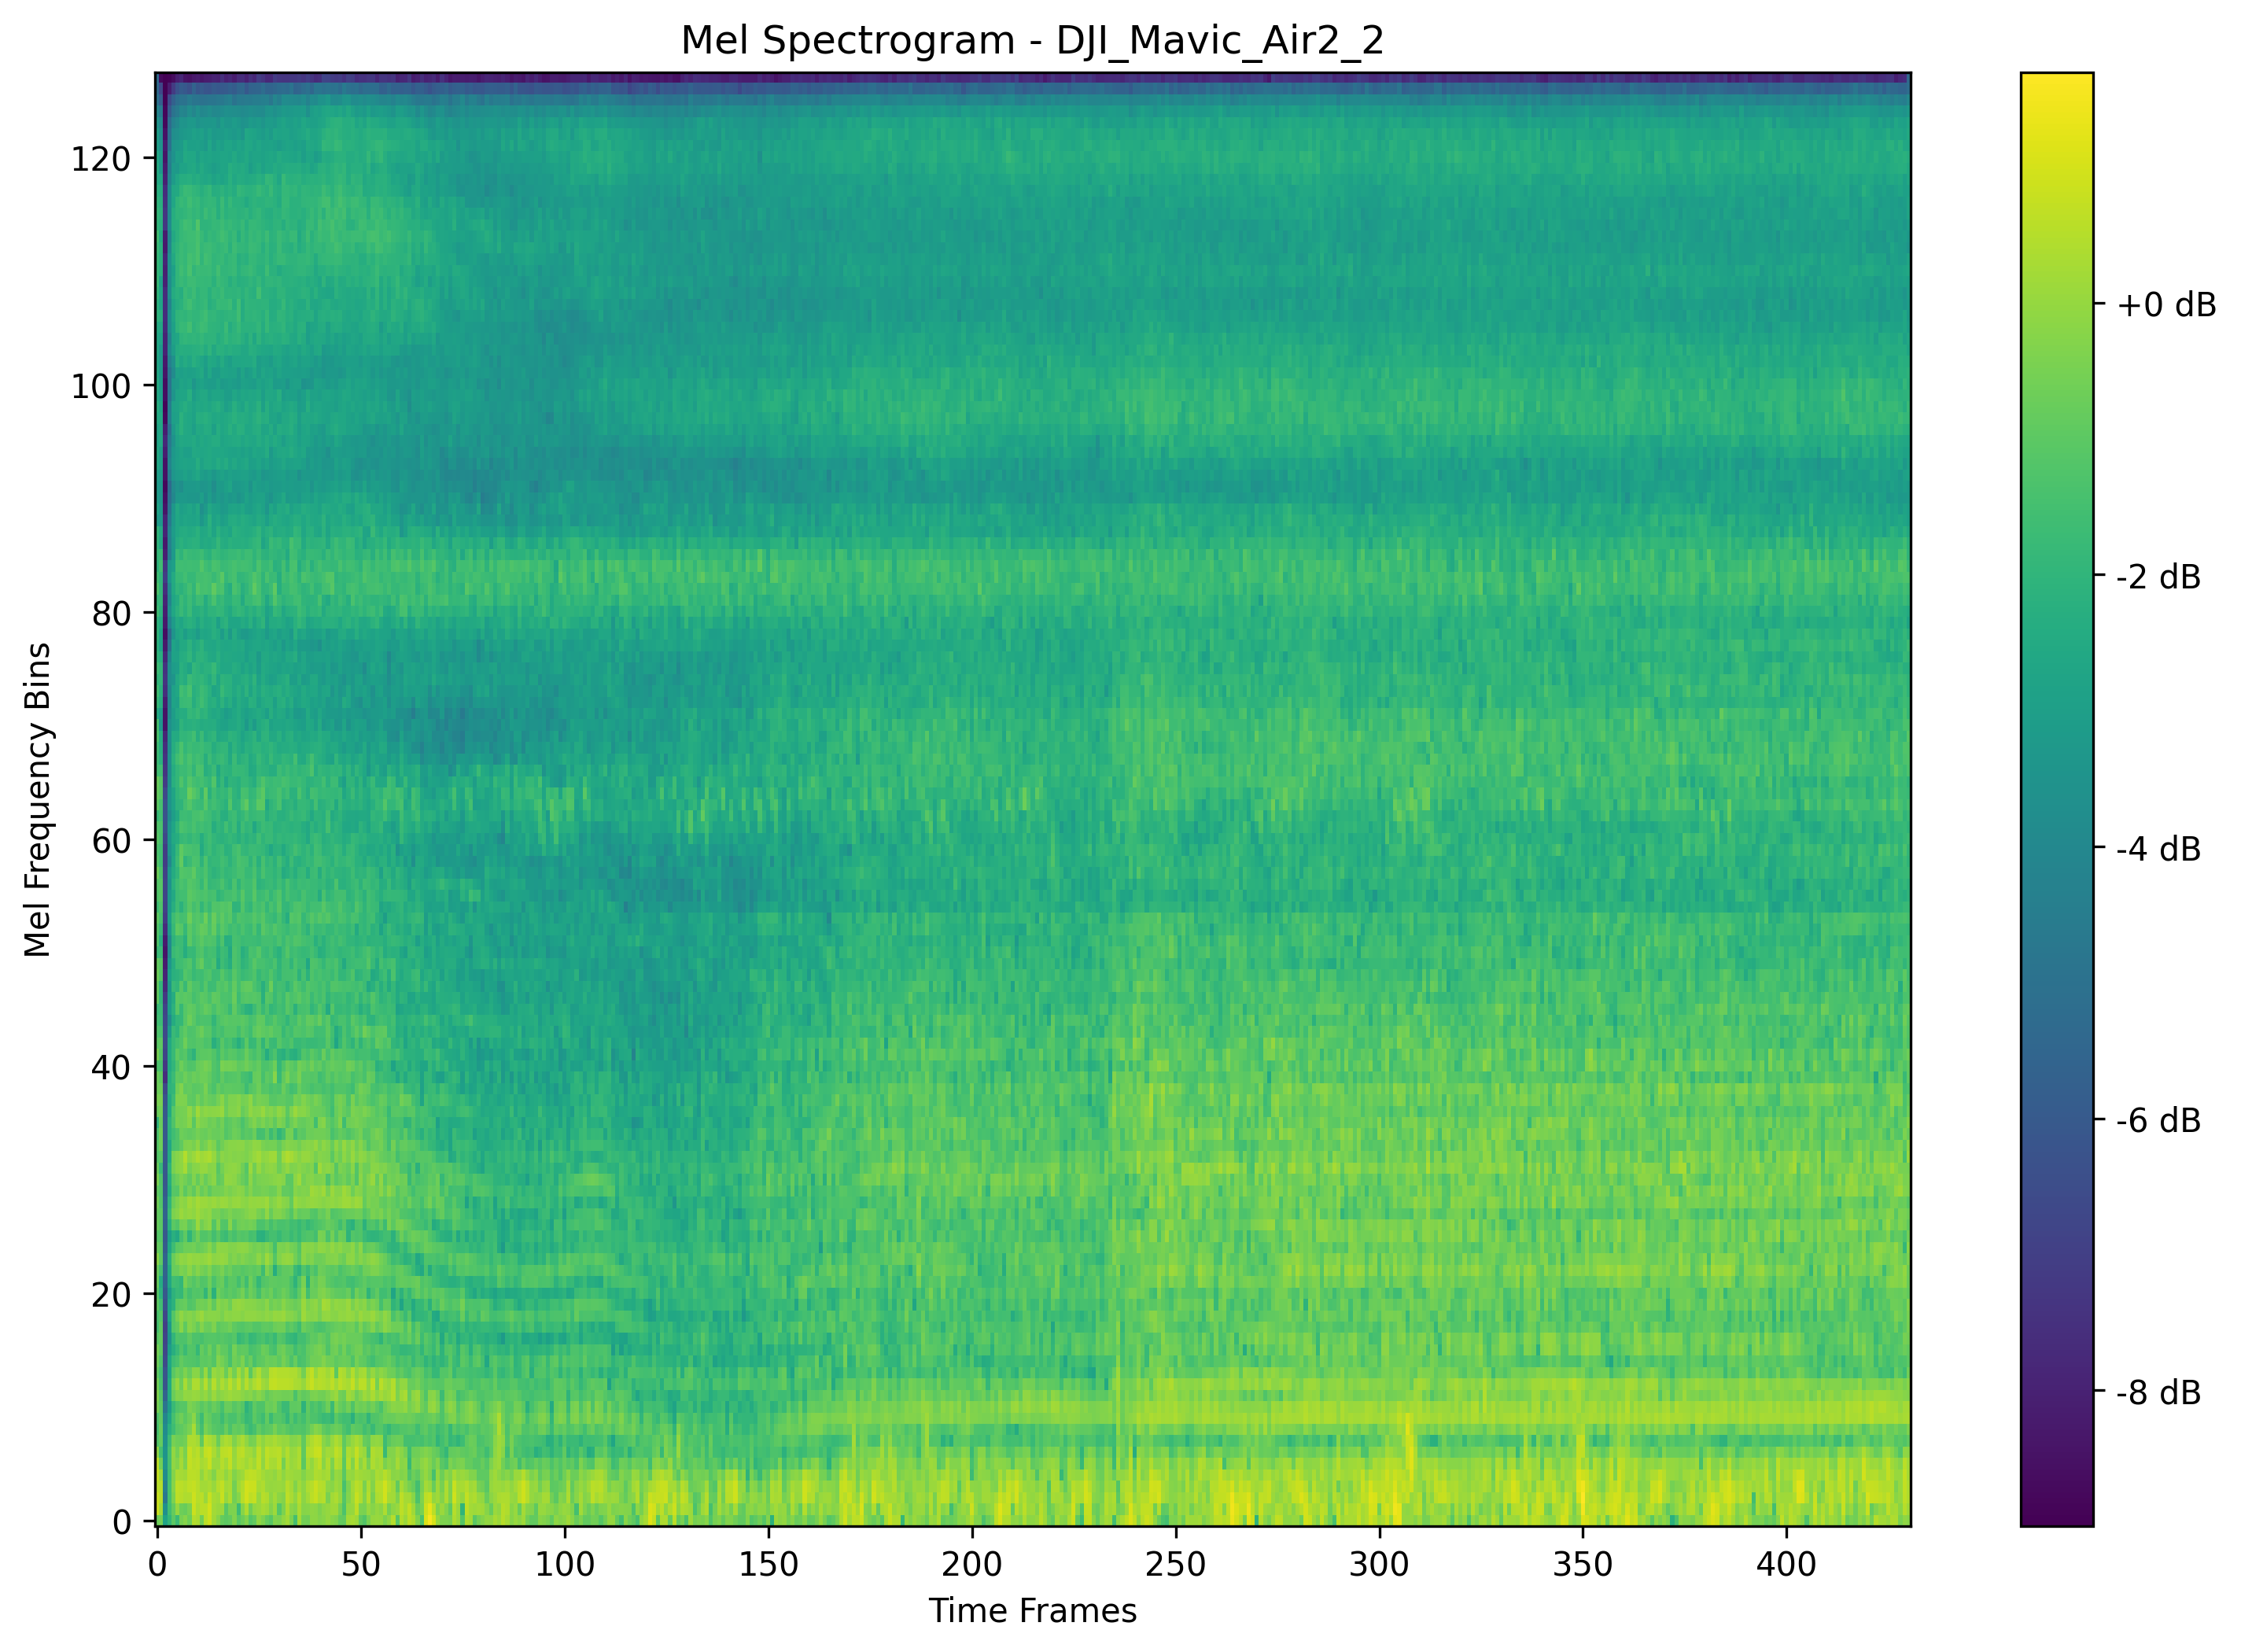 Mel Spectrogram - DJI_Mavic_Air2_2
Mel Frequency Bins
120
100
80
60
40
20
0
0 50 100 150 200 250 300 350 400
Time Frames
+0 dB
-2 dB
-4 dB
-6 dB
-8 dB